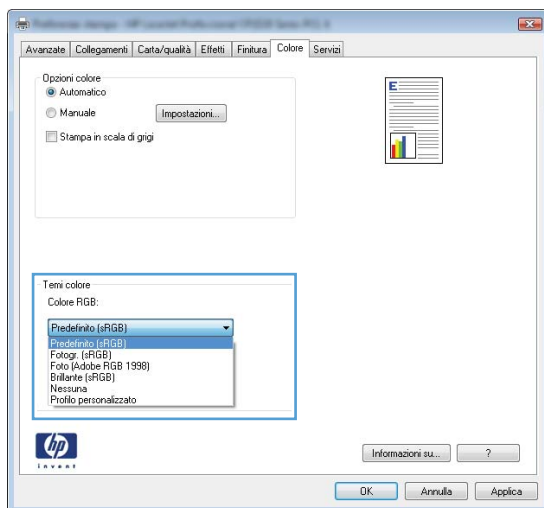 Avanzate Collegamenti Carta/qualità Effetti Finitura Colore Servizi
Opzioni colore
Automatico
Manuale Impostazioni...
Stampa in scala di grigi
E
Temi colore
Colore RGB:
Predefinito (sRGB)
Predefinito (sRGB)
Fotogr. (sRGB)
Foto (Adobe RGB 1998)
Brillante (sRGB)
Nessuna
Profilo personalizzato
hp
invent
Informazioni su... ?
OK Annulla Applica